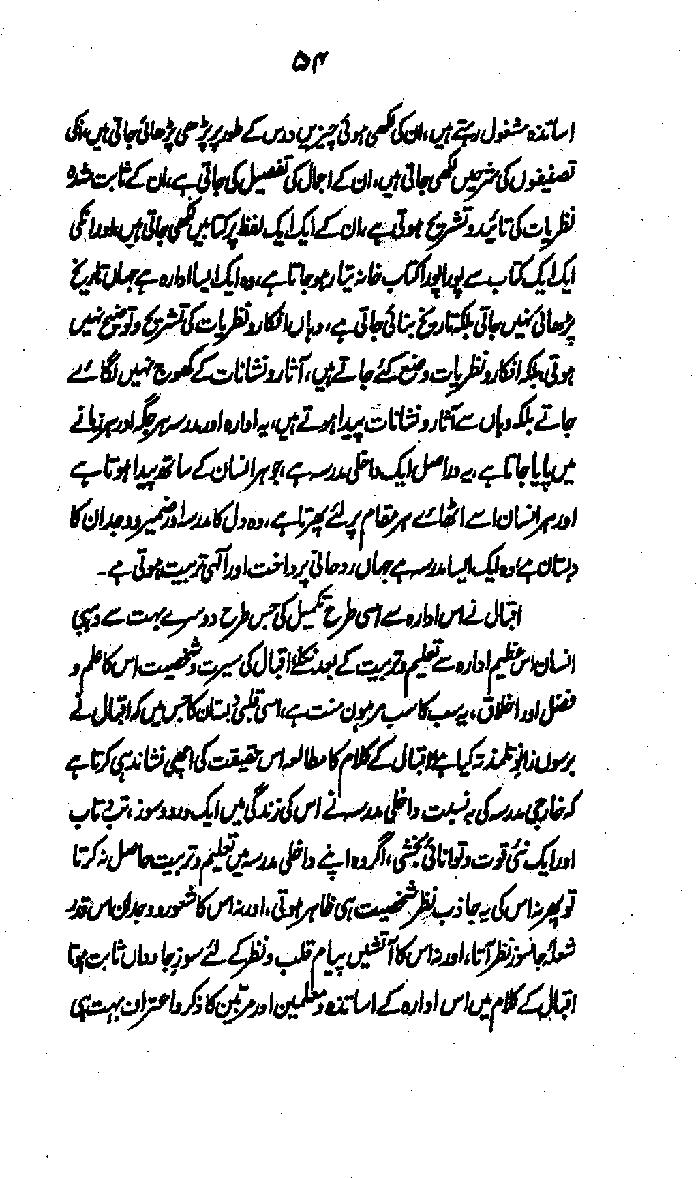 ۵۴
اساتذہ مشغول رہتے ہیں، ان کی لکھی ہوئی چیزیں درس کے طور پر پڑھی پڑھائی جاتی ہیں، انکی
تصنیفوں کی شرحیں لکھی جاتی ہیں، ان کے اجمال کی تفصیل کی جاتی ہے، ان کے ثابت شدہ
نظریات کی تائید و تشریح ہوتی ہے، ان کے ایک ایک لفظ پر کتابیں لکھی جاتی ہیں، اور انکی
ایک ایک کتاب سے پورا پورا کتاب خانہ تیار ہو جاتا ہے، وہ ایک ایسا ادارہ ہے جہاں تاریخ
پڑھائی نہیں جاتی بلکہ تاریخ بنائی جاتی ہے، وہاں افکار و نظریات کی تشریح و توضیح نہیں
ہوتی، بلکہ افکار و نظریات وضع کئے جاتے ہیں، آثار و نشانات کے کھوج نہیں لگائے
جاتے بلکہ وہاں سے آثار و نشانات پیدا ہوتے ہیں، یہ ادارہ اور مدرسہ ہر جگہ اور ہر زمانے
میں پایا جاتا ہے، یہ دراصل ایک داخلی مدرسہ ہے، جو ہر انسان کے ساتھ پیدا ہوتا ہے
اور ہر انسان اسے اٹھائے ہر مقام پر لئے پھرتا ہے، وہ دل کا مدرسہ اور ضمیر و وجدان کا
دبستان ہے، وہ ایک ایسا مدرسہ ہے جہاں روحانی پرداخت اور الٰہی تربیت ہوتی ہے۔
اقبال نے اس ادارہ سے اسی طرح تکمیل کی جس طرح دوسرے بہت سے وہبی
انسان اس عظیم ادارہ سے تعلیم و تربیت کے بعد نکلے، اقبال کی سیرت و شخصیت اس کا علم و
فضل اور اخلاق، یہ سب کا سب مرہون منت ہے، اسی قلبی دبستان کا جس میں کہ اقبال نے
برسوں زانوئے تلمذ تہ کیا ہے، اقبال کے کلام کا مطالعہ اس حقیقت کی اچھی نشاندہی کرتا ہے
کہ خارجی مدرسہ کی بہ نسبت داخلی مدرسہ نے اس کی زندگی میں ایک درد و سوز، تب و تاب
اور ایک نئی قوت و توانائی بخشی، اگر وہ اپنے داخلی مدرسہ میں تعلیم و تربیت حاصل نہ کرتا
تو پھر نہ اس کی یہ جاذب نظر شخصیت ہی ظاہر ہوتی، اور نہ اس کا شعور و وجدان اس قدر
شعلہ جانسوز نظر آتا، اور نہ اس کا آتشیں پیام قلب و نظر کے لئے سوزِ جاوداں ثابت ہوتا
اقبال کے کلام میں اس ادارہ کے اساتذہ و معلمین اور مربین کا ذکر و اعتراف بہت ہی